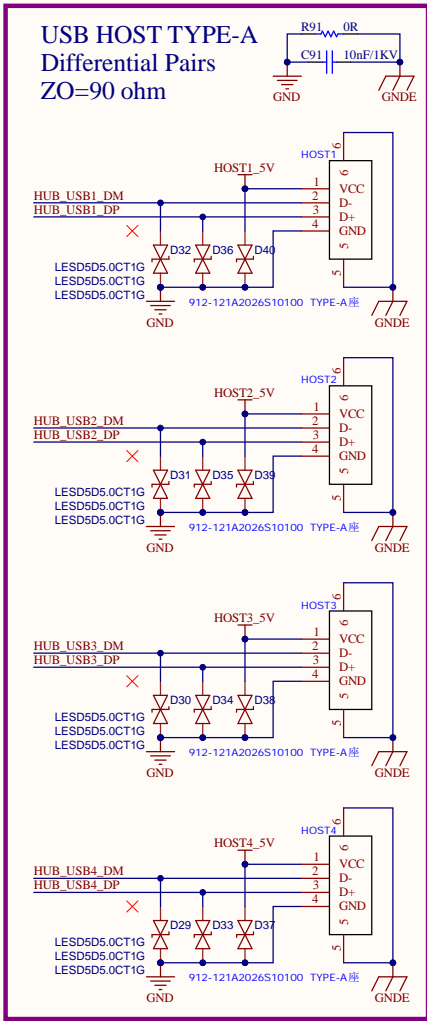 USB HOST TYPE-A
Differential Pairs
ZO=90 ohm
R91 0R
C91 10nF/1KV
GND
GNDE
HOST1
6
HOST1_5V
6
1 VCC
HUB_USB1_DM 2 D-
HUB_USB1_DP 3 D+
4 GND
D32 D36 D40 5
LESD5D5.0CT1G
5
LESD5D5.0CT1G
LESD5D5.0CT1G
912-121A2026S10100 TYPE-A座
GND
GNDE
HOST2
6
HOST2_5V
6
1 VCC
HUB_USB2_DM 2 D-
HUB_USB2_DP 3 D+
4 GND
D31 D35 D39 5
LESD5D5.0CT1G
5
LESD5D5.0CT1G
LESD5D5.0CT1G
912-121A2026S10100 TYPE-A座
GND
GNDE
HOST3
6
HOST3_5V
6
1 VCC
HUB_USB3_DM 2 D-
HUB_USB3_DP 3 D+
4 GND
D30 D34 D38 5
LESD5D5.0CT1G
5
LESD5D5.0CT1G
LESD5D5.0CT1G
912-121A2026S10100 TYPE-A座
GND
GNDE
HOST4
6
HOST4_5V
6
1 VCC
HUB_USB4_DM 2 D-
HUB_USB4_DP 3 D+
4 GND
D29 D33 D37 5
LESD5D5.0CT1G
5
LESD5D5.0CT1G
LESD5D5.0CT1G
912-121A2026S10100 TYPE-A座
GND
GNDE